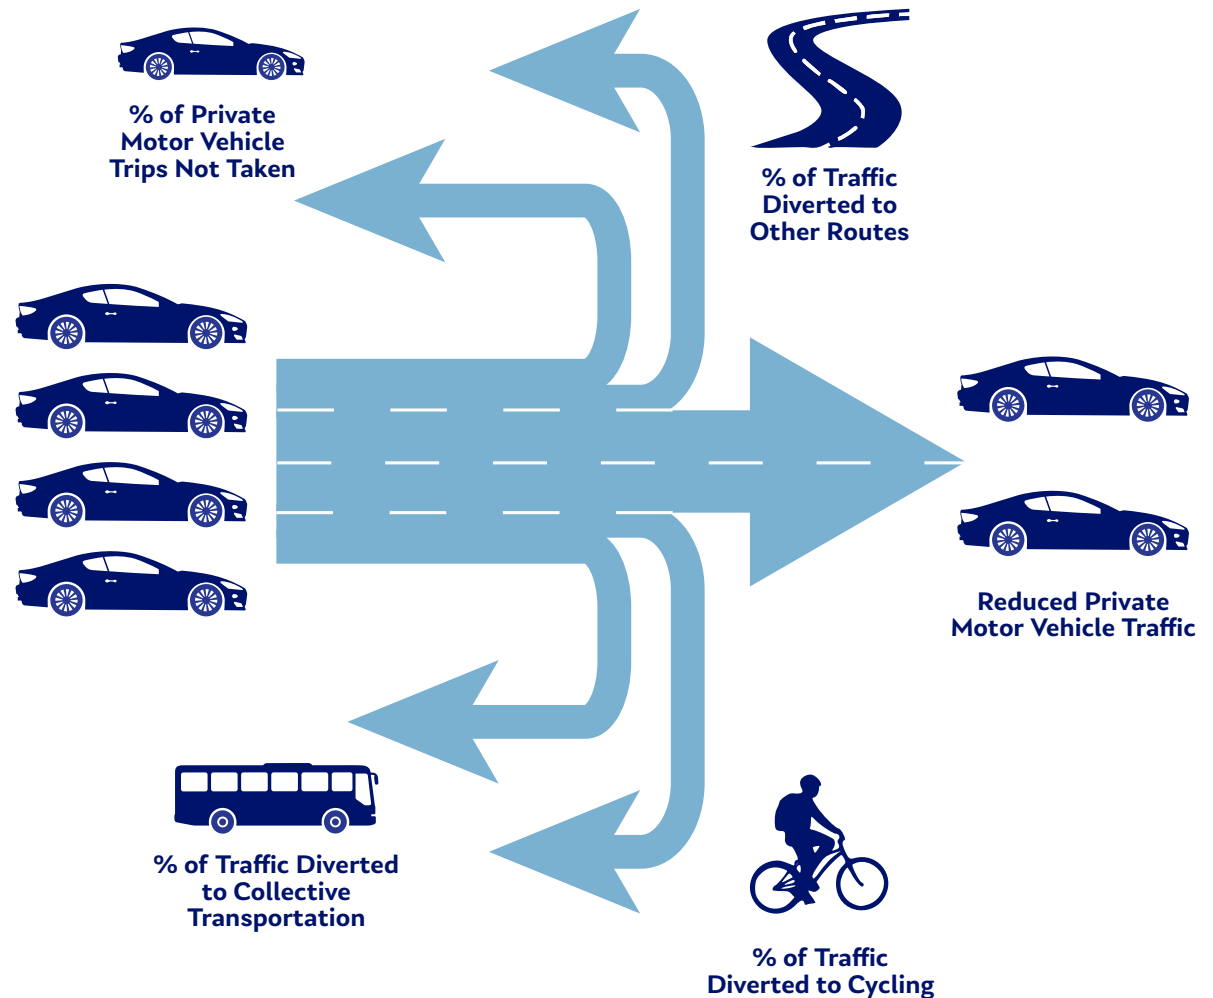 % of Private
Motor Vehicle
Trips Not Taken
% of Traffic
Diverted to
Other Routes
Reduced Private
Motor Vehicle Traffic
% of Traffic Diverted
to Collective
Transportation
% of Traffic
Diverted to Cycling